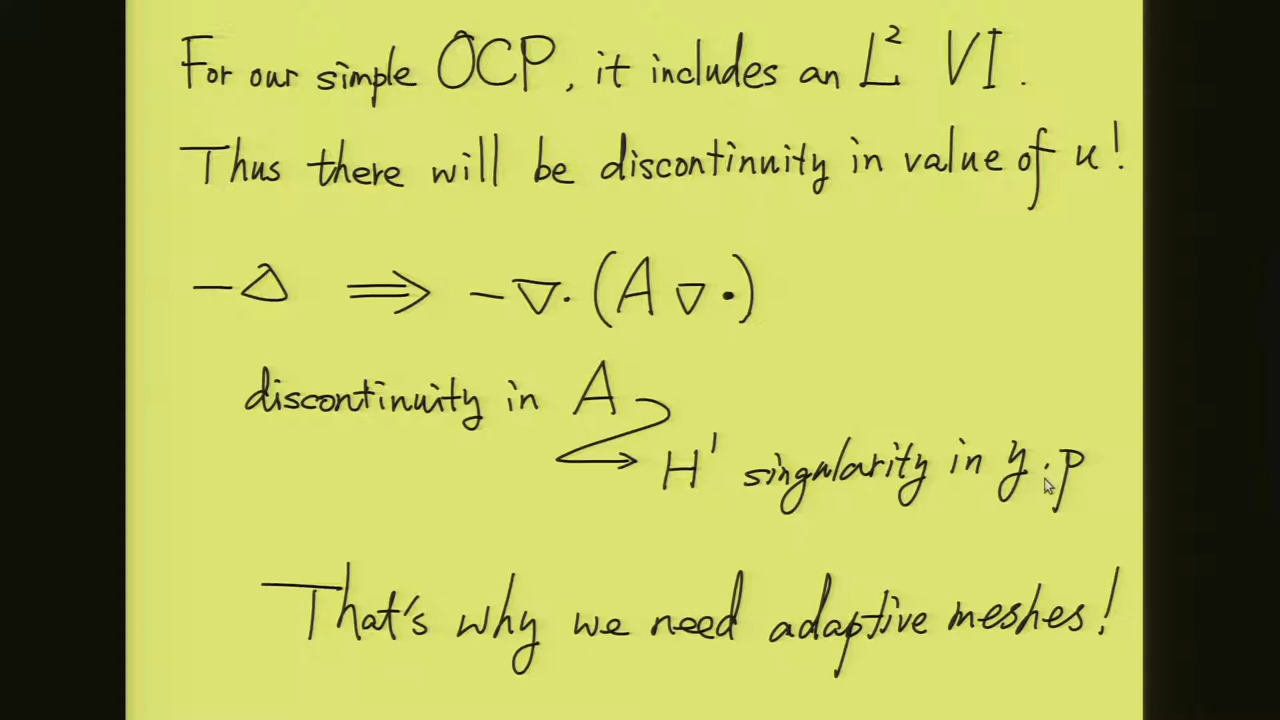 For our simple OCP, it includes an L² VI.
Thus there will be discontinuity in value of u!
-△ ⟹ -∇·(A∇•)
discontinuity in A
H¹ singularity in y.p
That's why we need adaptive meshes!